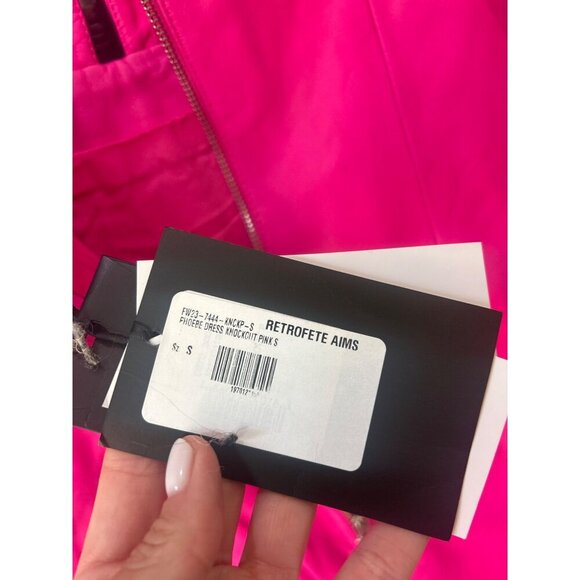 FW23-7444-KNCKP-S RETROFETE AIMS
PHOEBE DRESS KNOCKOUT PINK S
Sz S